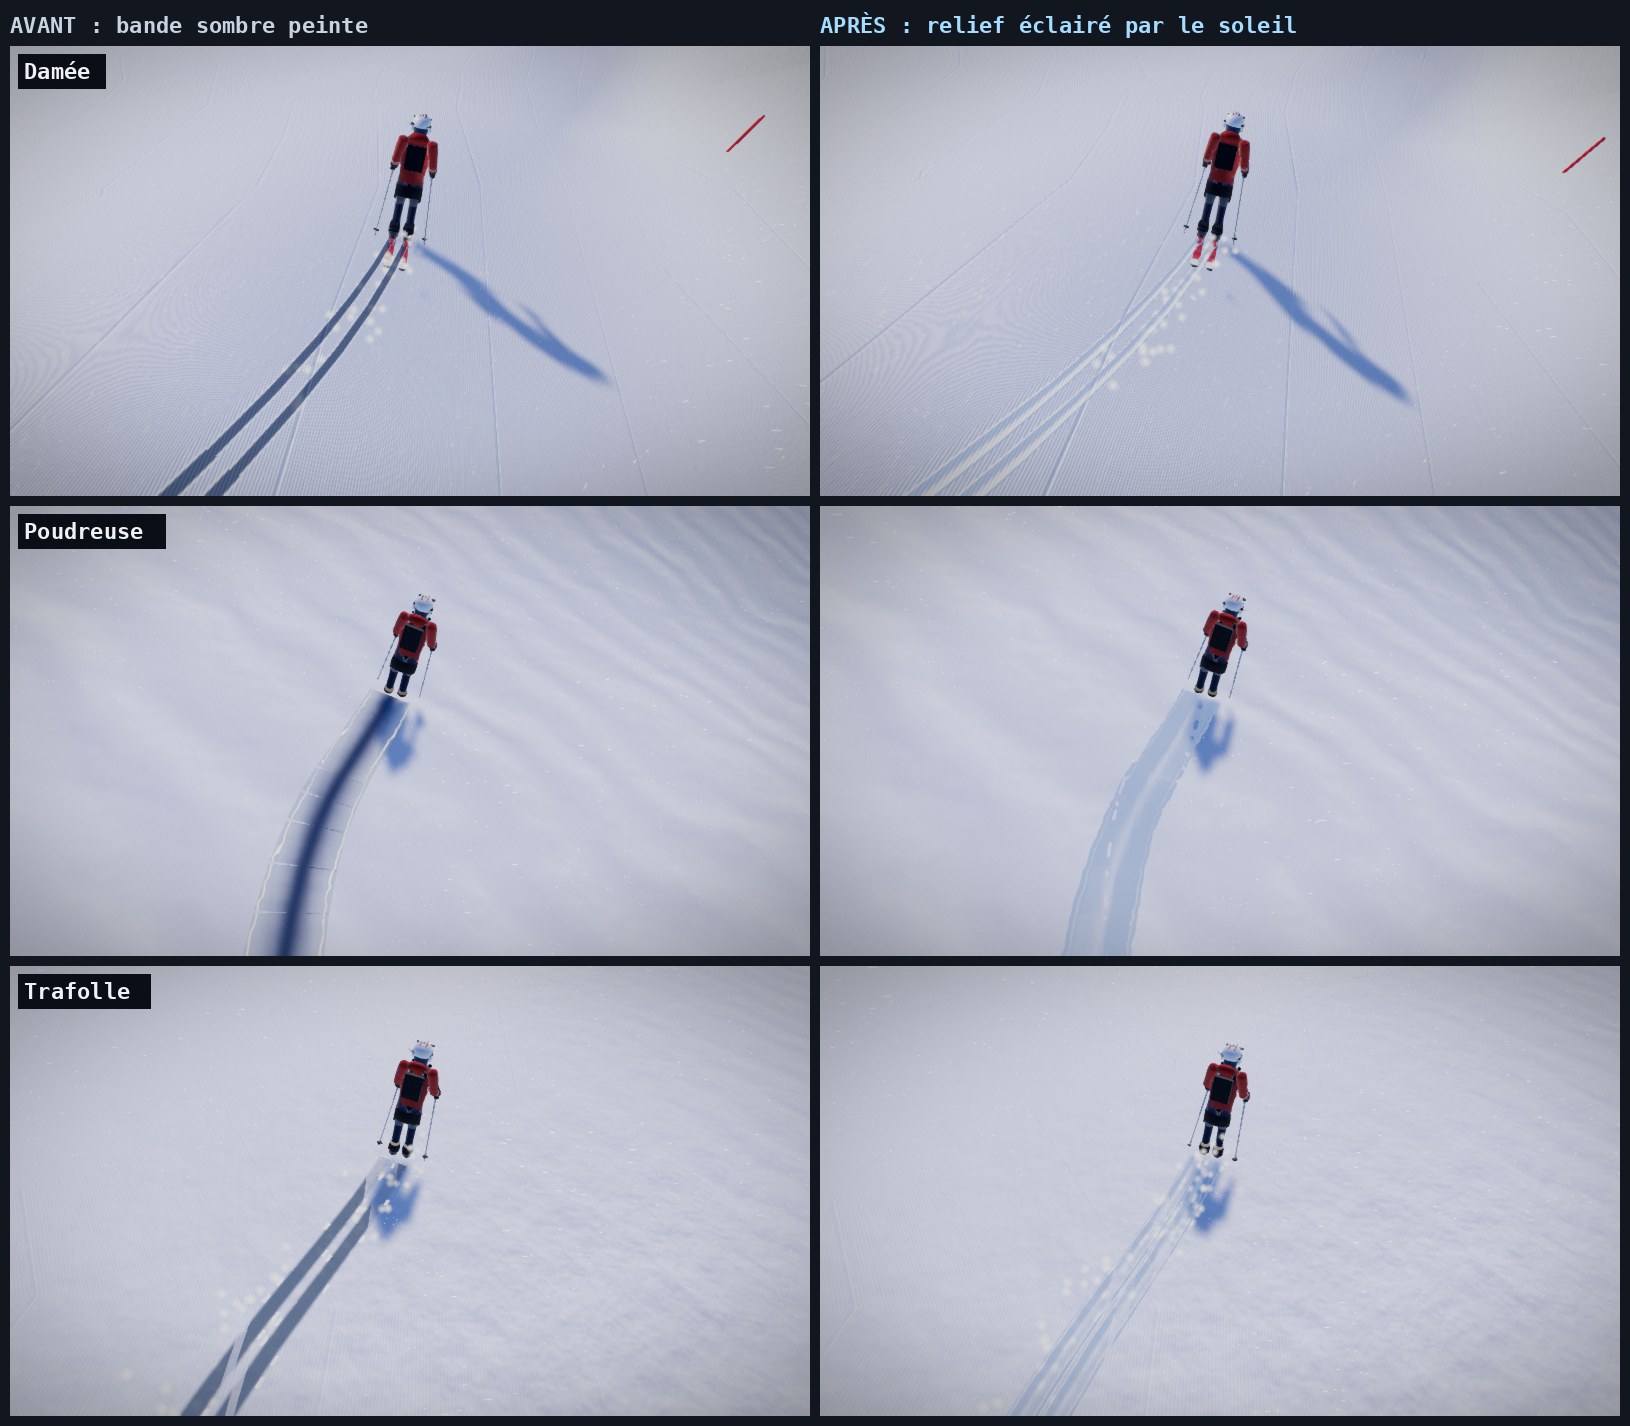 AVANT : bande sombre peinte
APRÈS : relief éclairé par le soleil
Damée
Poudreuse
Trafolle